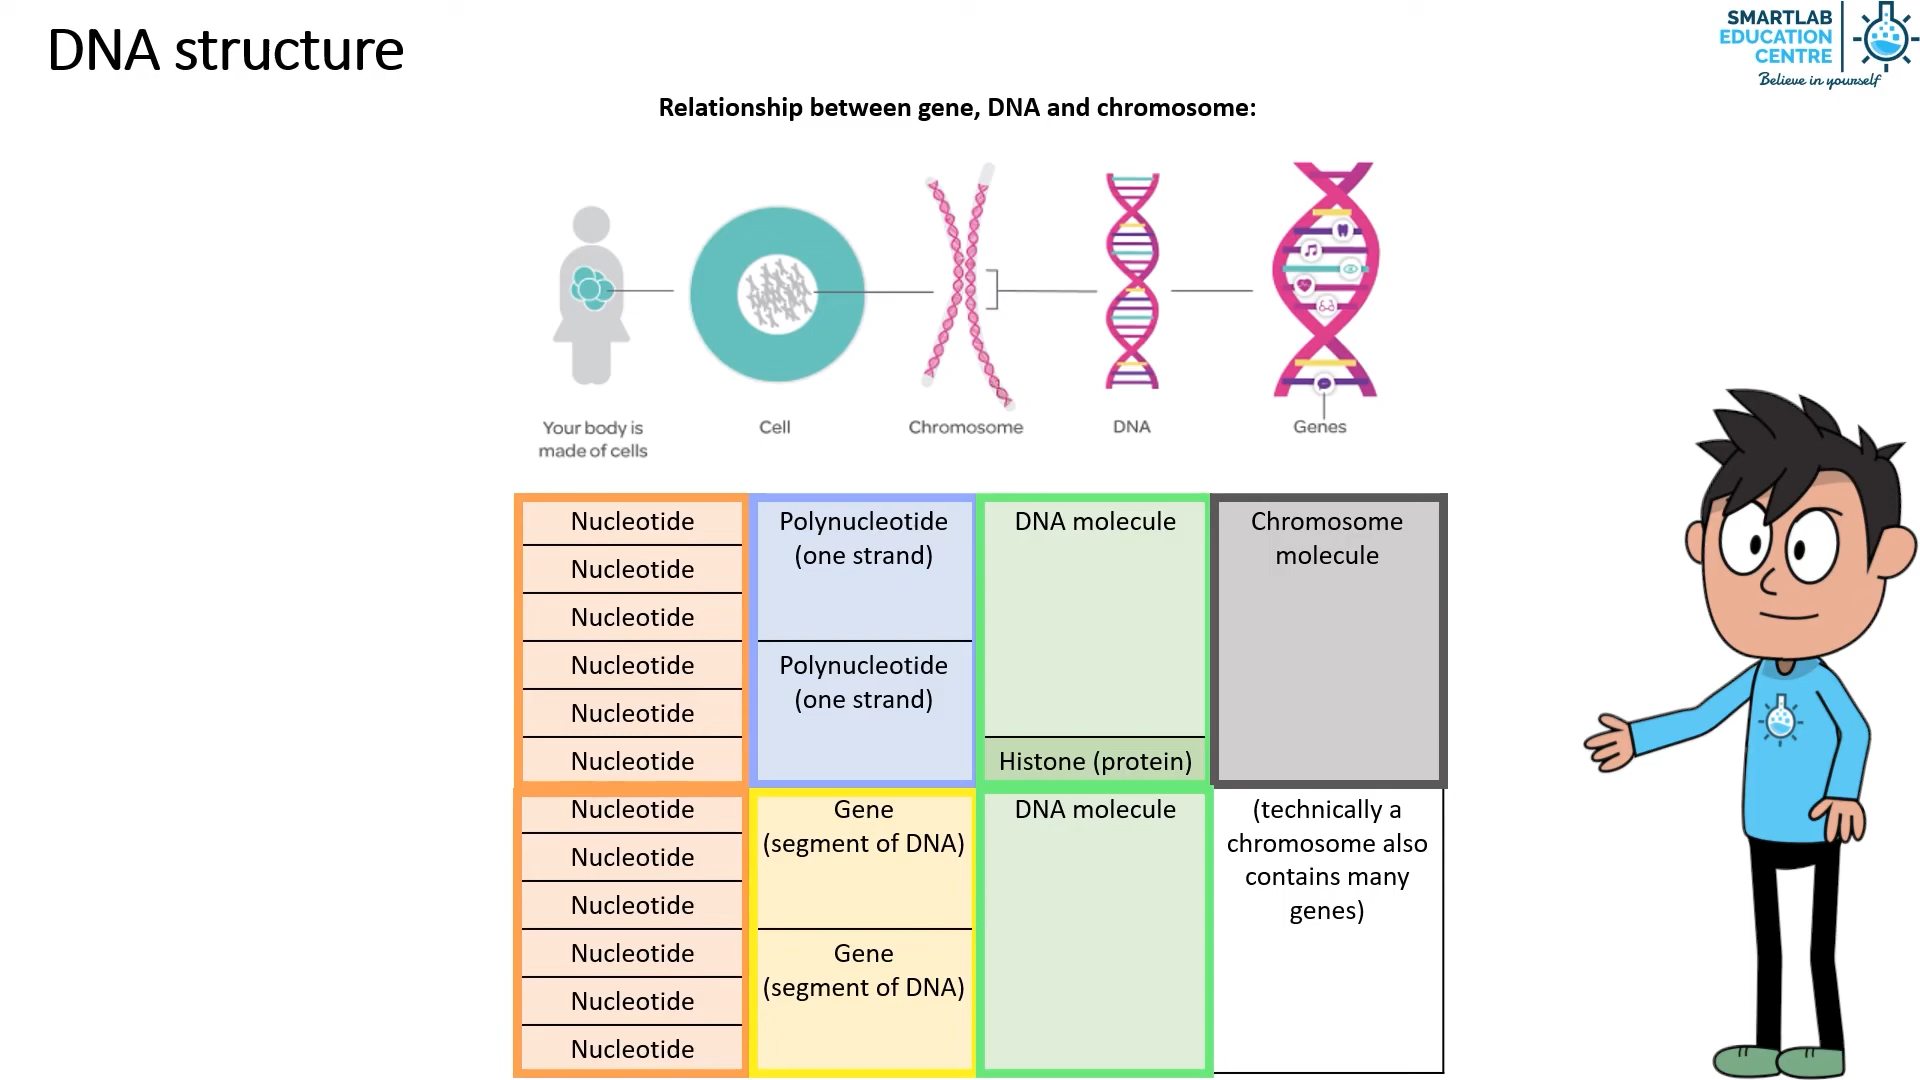 DNA structure
SMARTLAB
EDUCATION
CENTRE
Believe in yourself
Relationship between gene, DNA and chromosome:
Your body is
made of cells
Cell
Chromosome
DNA
Genes
Nucleotide
Nucleotide
Nucleotide
Nucleotide
Nucleotide
Nucleotide
Nucleotide
Nucleotide
Nucleotide
Nucleotide
Nucleotide
Nucleotide
Polynucleotide
(one strand)
Polynucleotide
(one strand)
Gene
(segment of DNA)
Gene
(segment of DNA)
DNA molecule
Histone (protein)
DNA molecule
Chromosome
molecule
(technically a
chromosome also
contains many
genes)